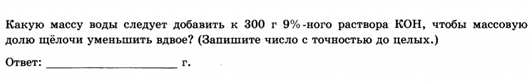 Какую массу воды следует добавить к 300 г 9%-ного раствора КОН, чтобы массовую
долю щёлочи уменьшить вдвое? (Запишите число с точностью до целых.)
Ответ: ____________________ г.